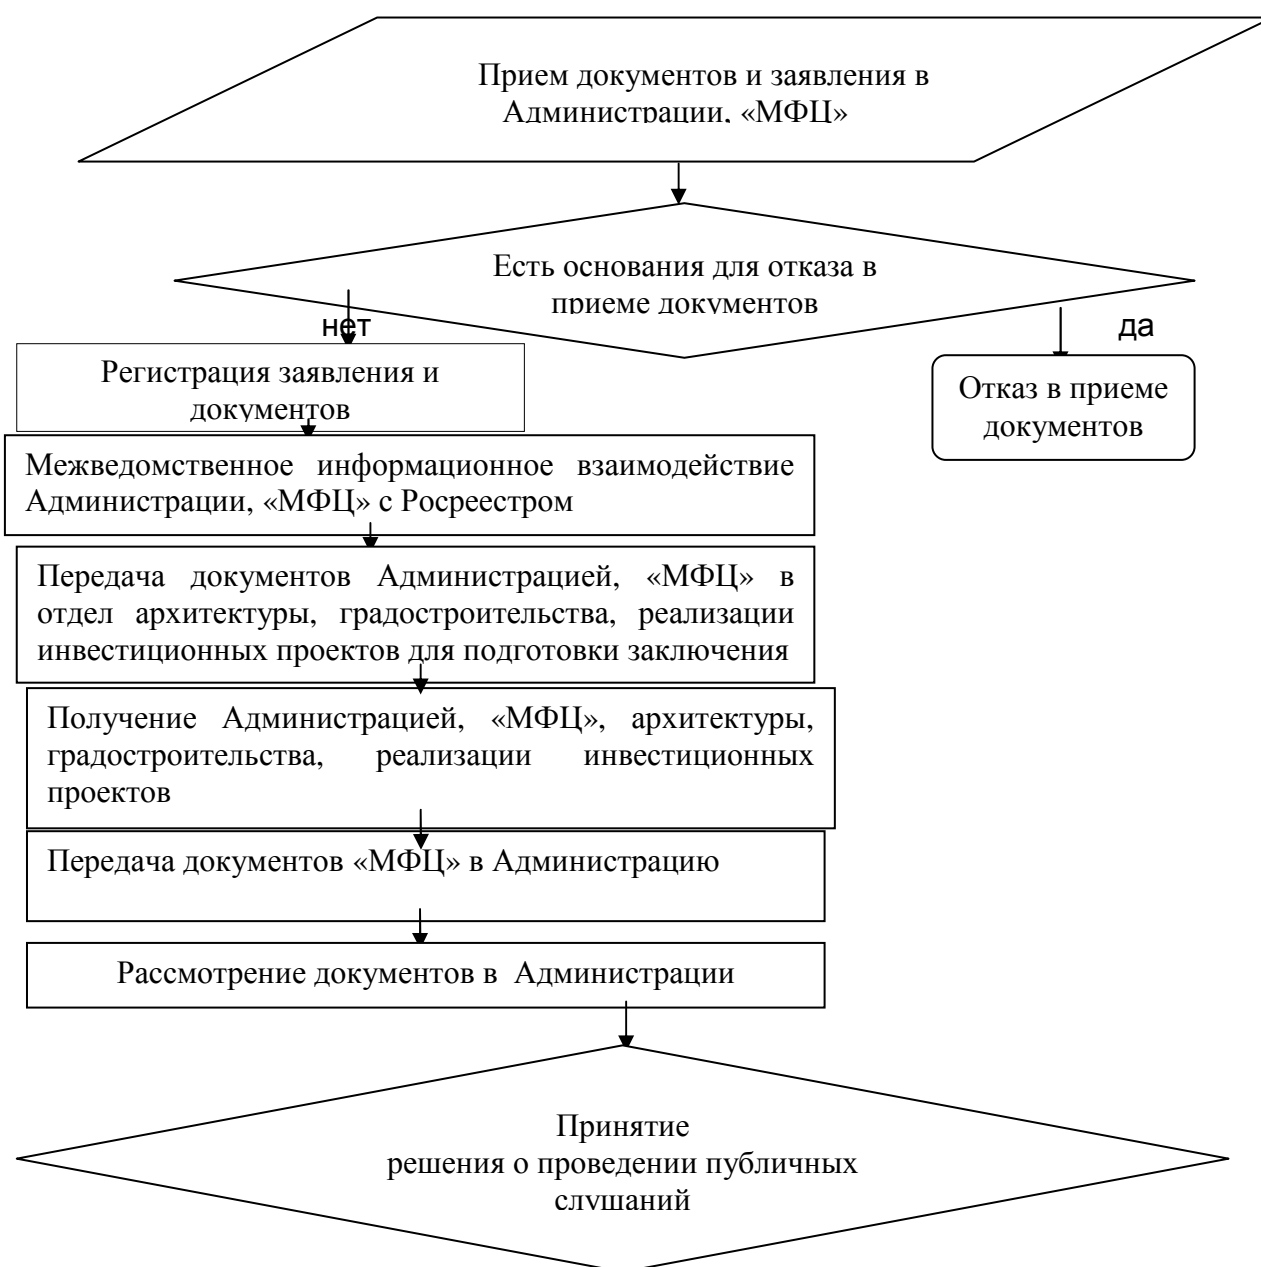 Прием документов и заявления в
Администрации, «МФЦ»
Есть основания для отказа в
приеме документов
нет
да
Регистрация заявления и
документов
Отказ в приеме
документов
Межведомственное информационное взаимодействие
Администрации, «МФЦ» с Росреестром
Передача документов Администрацией, «МФЦ» в
отдел архитектуры, градостроительства, реализации
инвестиционных проектов для подготовки заключения
Получение Администрацией, «МФЦ», архитектуры,
градостроительства, реализации инвестиционных
проектов
Передача документов «МФЦ» в Администрацию
Рассмотрение документов в Администрации
Принятие
решения о проведении публичных
слушаний